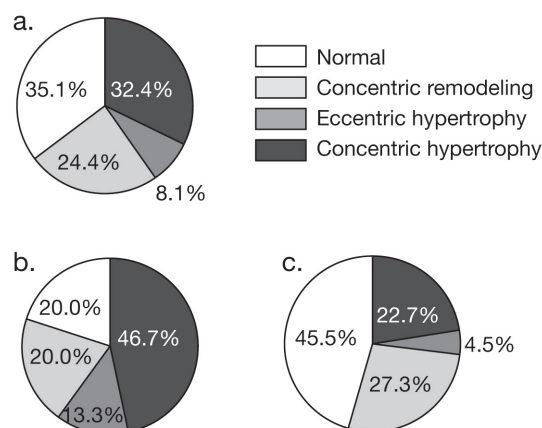 a.
35.1%
32.4%
24.4%
8.1%
Normal
Concentric remodeling
Eccentric hypertrophy
Concentric hypertrophy
b.
20.0%
46.7%
20.0%
13.3%
c.
22.7%
45.5%
4.5%
27.3%